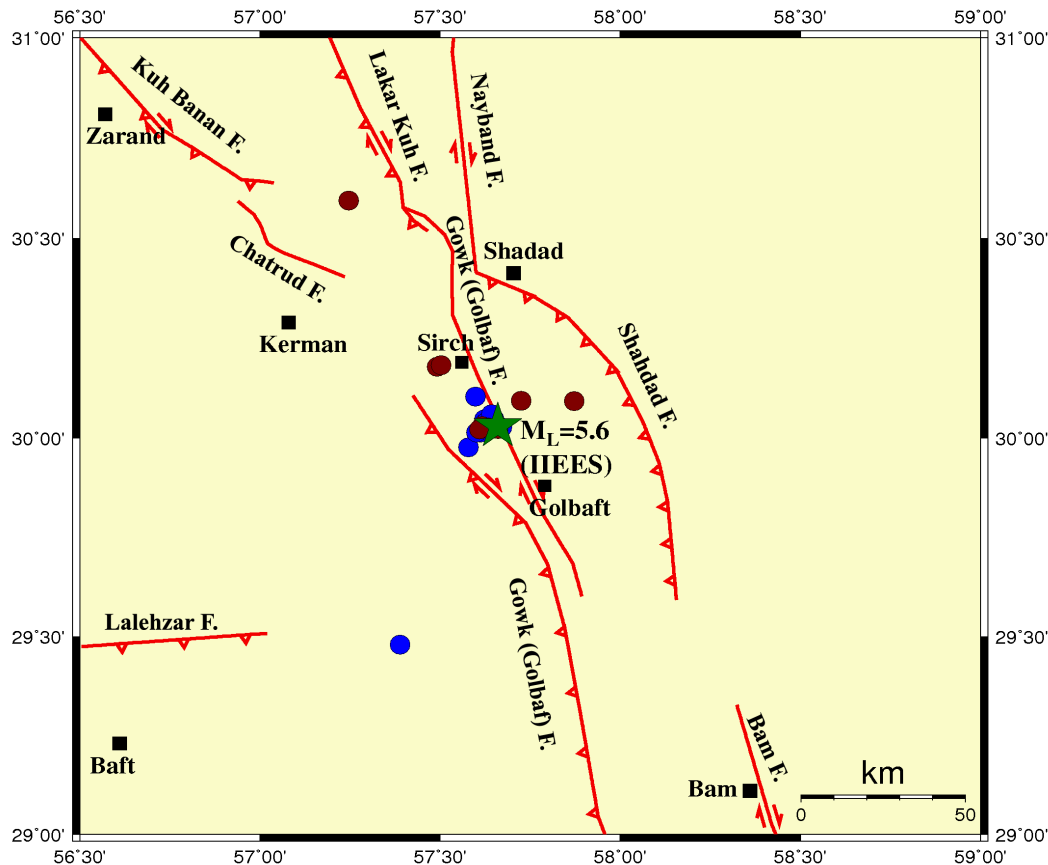 56˚30'
57˚00'
57˚30'
58˚00'
58˚30'
59˚00'
31˚00'
31˚00'
Kuh Banan F.
Lakar Kuh F.
Nayband F.
Zarand
30˚30'
30˚30'
Chatrud F.
Gowk (Golbaf) F.
Shadad
Kerman
Sirch
Shahdad F.
30˚00'
30˚00'
ML=5.6
(IIEES)
Golbaft
Lalehzar F.
29˚30'
29˚30'
Gowk (Golbaf) F.
Baft
Bam F.
Bam
km
0
50
29˚00'
29˚00'
56˚30'
57˚00'
57˚30'
58˚00'
58˚30'
59˚00'